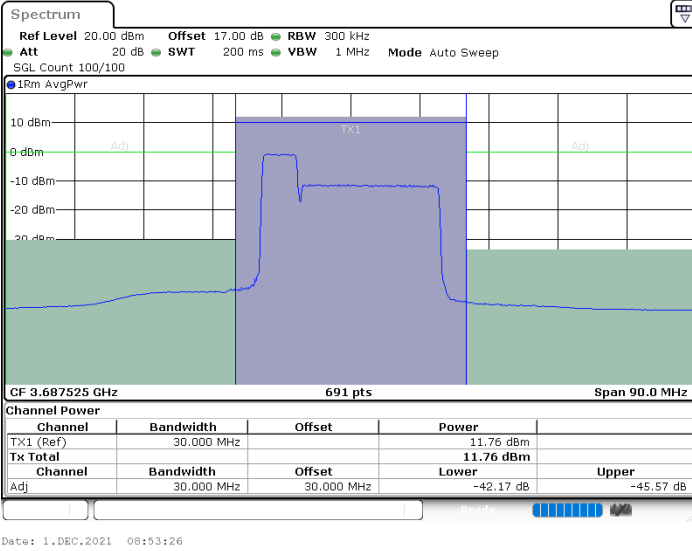 Spectrum
Ref Level 20.00 dBm Offset 17.00 dB RBW 300 kHz
Att 20 dB SWT 200 ms VBW 1 MHz Mode Auto Sweep
SGL Count 100/100
1Rm AvgPwr
10 dBm
TX1
Adj Adj
0 dBm
-10 dBm
-20 dBm
-30 dBm
CF 3.687525 GHz 691 pts Span 90.0 MHz
Channel Power
Channel Bandwidth Offset Power
TX1 (Ref) 30.000 MHz 11.76 dBm
Tx Total 11.76 dBm
Channel Bandwidth Offset Lower Upper
Adj 30.000 MHz 30.000 MHz -42.17 dB -45.57 dB
Ready
Date: 1.DEC.2021 08:53:26